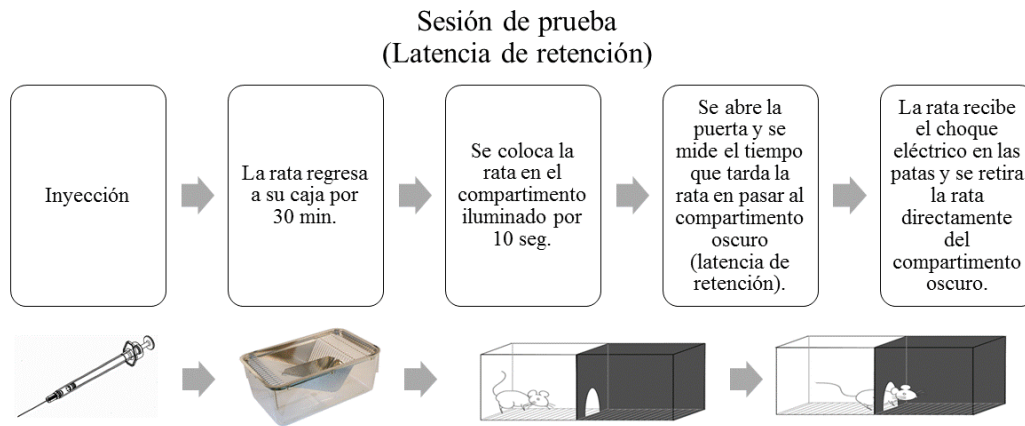 Sesión de prueba
(Latencia de retención)
Inyección
La rata regresa
a su caja por
30 min.
Se coloca la
rata en el
compartimento
iluminado por
10 seg.
Se abre la
puerta y se
mide el tiempo
que tarda la
rata en pasar al
compartimento
oscuro
(latencia de
retención).
La rata recibe
el choque
eléctrico en las
patas y se retira
la rata
directamente
del
compartimento
oscuro.